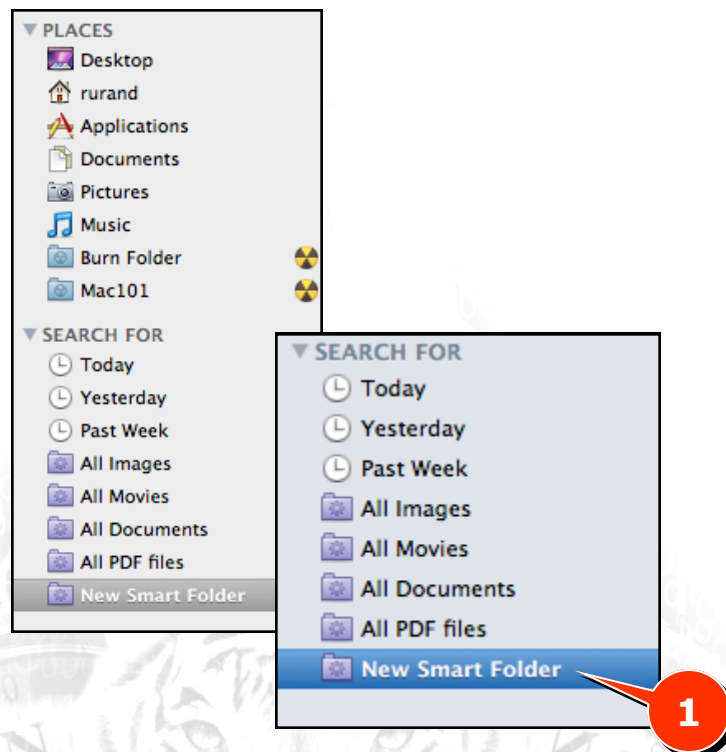 PLACES
Desktop
rurand
Applications
Documents
Pictures
Music
Burn Folder
Mac101
SEARCH FOR
Today
Yesterday
Past Week
All Images
All Movies
All Documents
All PDF files
New Smart Folder
SEARCH FOR
Today
Yesterday
Past Week
All Images
All Movies
All Documents
All PDF files
New Smart Folder
1